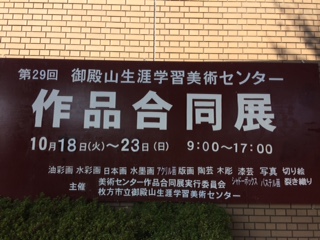 第29回 御殿山生涯学習美術センター
作品合同展
10月18日(火)～23日(日) 9:00～17:00
油彩画 水彩画 日本画 水墨画 アクリル画 版画 陶芸 木彫 漆芸 写真 切り絵
シャドーボックス パステル画 裂き織り
主催 美術センター作品合同展実行委員会
枚方市立御殿山生涯学習美術センター